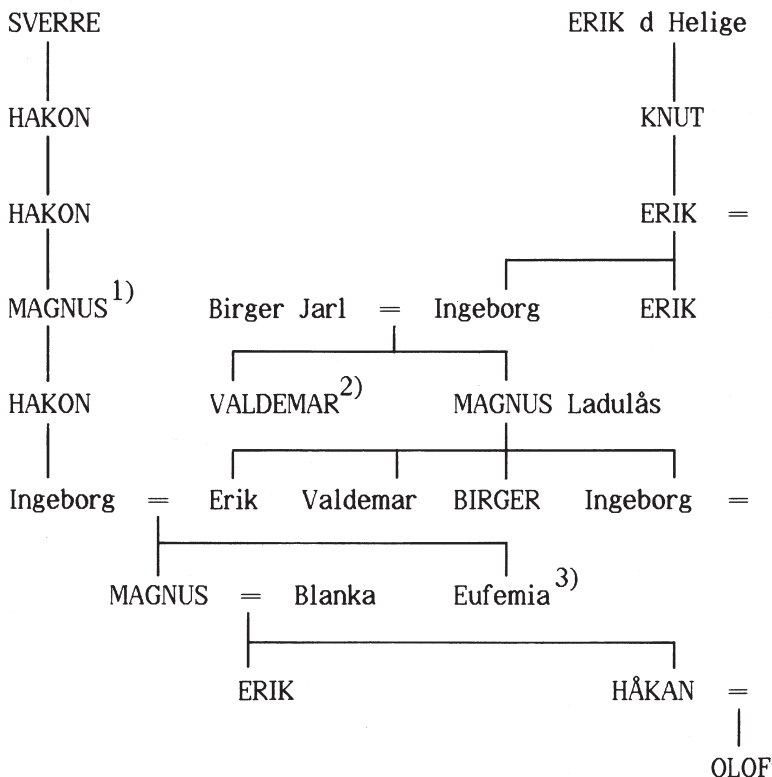 SVERRE ERIK d Helige
HAKON KNUT
HAKON ERIK =
MAGNUS 1) Birger Jarl = Ingeborg ERIK
HAKON VALDEMAR 2) MAGNUS Ladulås
Ingeborg = Erik Valdemar BIRGER Ingeborg =
MAGNUS = Blanka Eufemia 3)
ERIK HÅKAN =
OLOF